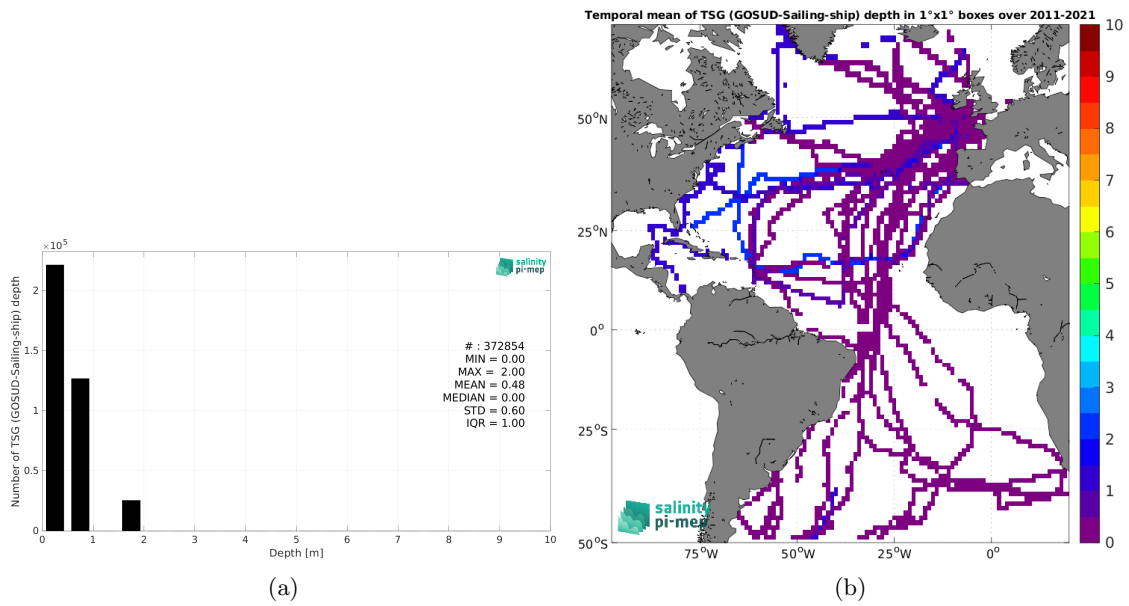 Temporal mean of TSG (GOSUD-Sailing-ship) depth in 1°x1° boxes over 2011-2021
×10⁵
Number of TSG (GOSUD-Sailing-ship) depth
2
1.5
1
0.5
0
0 1 2 3 4 5 6 7 8 9 10
Depth [m]
salinity
pi-mep
# : 372854
MIN = 0.00
MAX = 2.00
MEAN = 0.48
MEDIAN = 0.00
STD = 0.60
IQR = 1.00
(a)
50°N
25°N
0°
25°S
50°S
75°W 50°W 25°W 0°
salinity
pi-mep
10
9
8
7
6
5
4
3
2
1
0
(b)